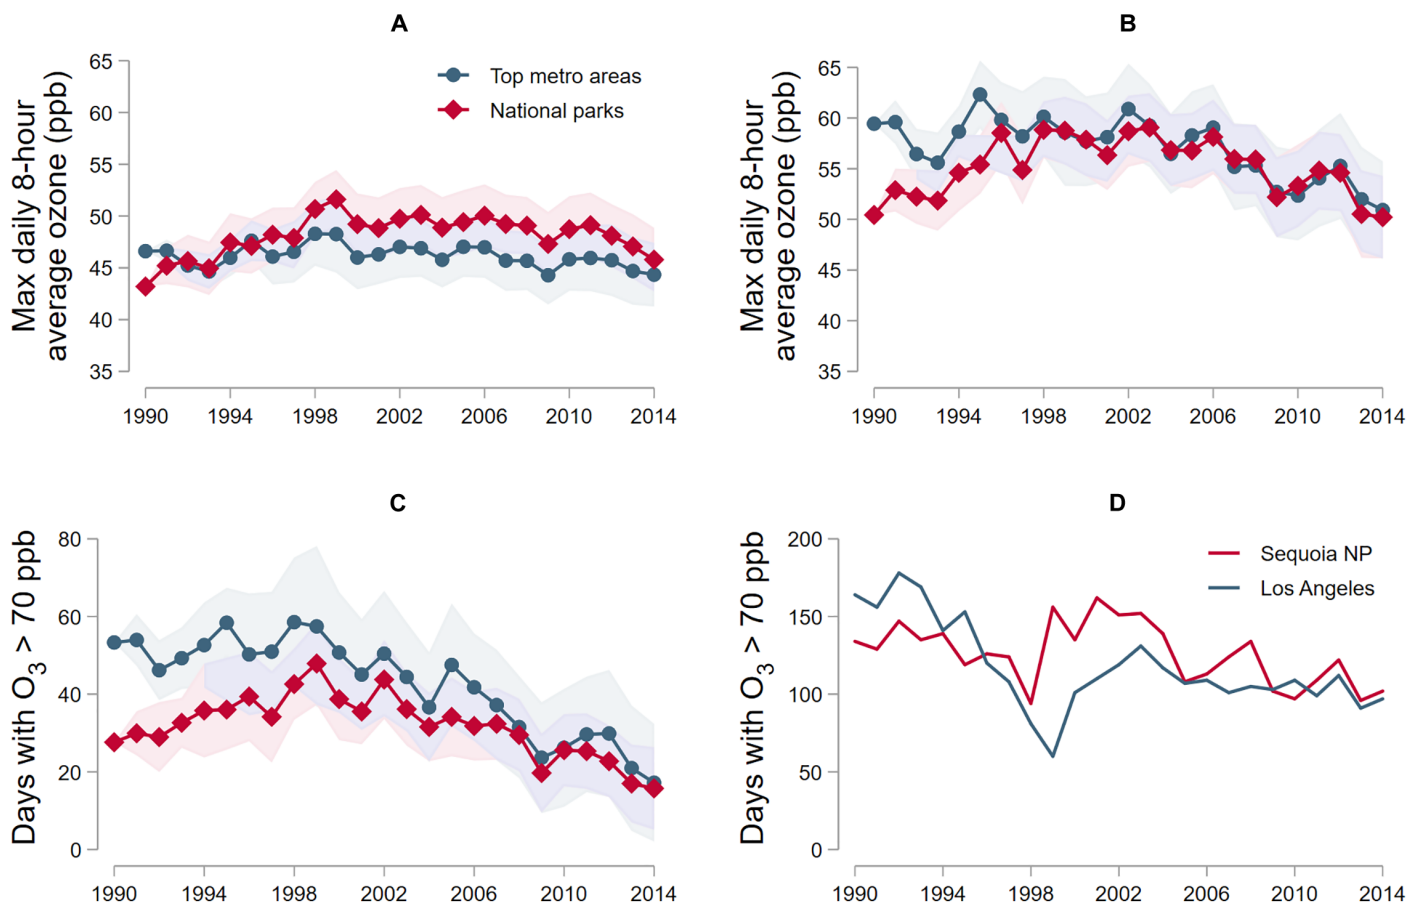 A
Max daily 8-hour
average ozone (ppb)
65
60
55
50
45
40
35
Top metro areas
National parks
1990 1994 1998 2002 2006 2010 2014
B
Max daily 8-hour
average ozone (ppb)
65
60
55
50
45
40
35
1990 1994 1998 2002 2006 2010 2014
C
Days with O3 > 70 ppb
80
60
40
20
0
1990 1994 1998 2002 2006 2010 2014
D
Days with O3 > 70 ppb
200
150
100
50
0
Sequoia NP
Los Angeles
1990 1994 1998 2002 2006 2010 2014